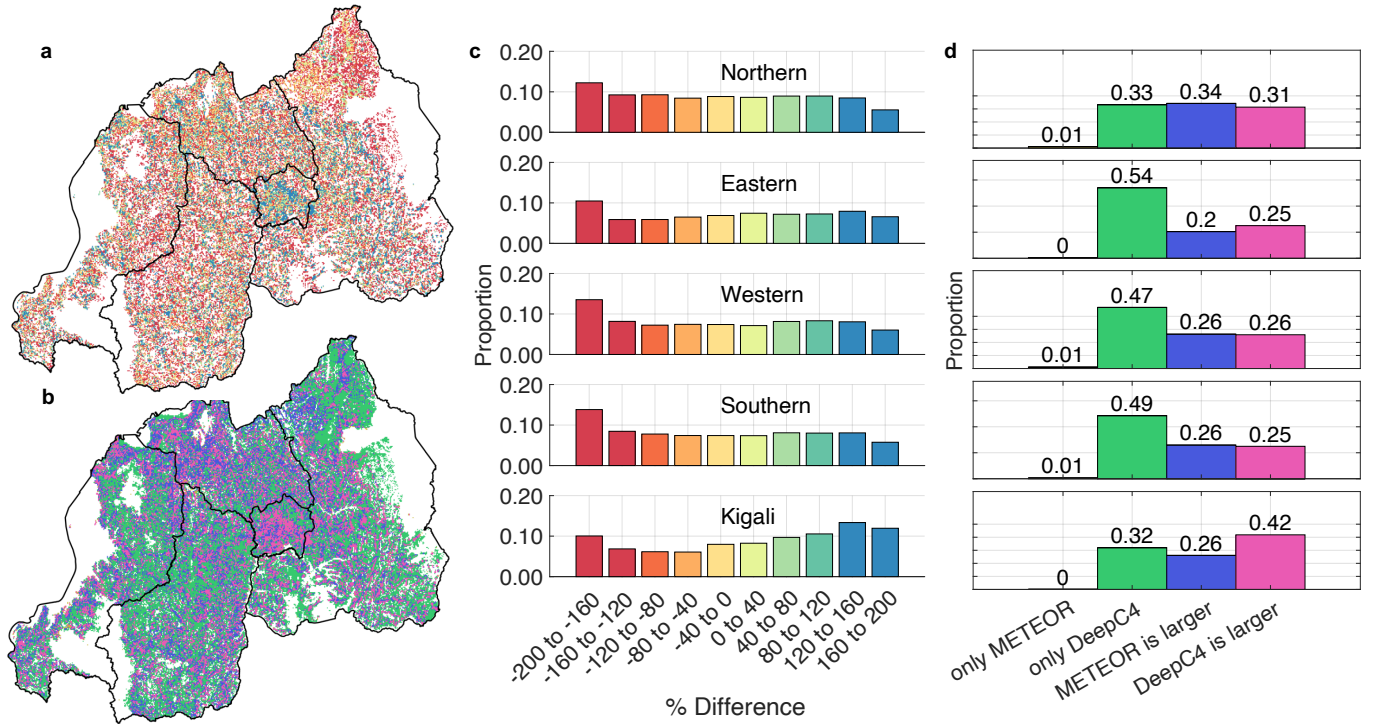 a
b
c
Proportion
0.20
0.10
0.00
Northern
0.20
0.10
0.00
Eastern
0.20
0.10
0.00
Western
0.20
0.10
0.00
Southern
0.20
0.10
0.00
Kigali
-200 to -160
-160 to -120
-120 to -80
-80 to -40
-40 to 0
0 to 40
40 to 80
80 to 120
120 to 160
160 to 200
% Difference
d
Proportion
0.01
0.33
0.34
0.31
0
0.54
0.2
0.25
0.01
0.47
0.26
0.26
0.01
0.49
0.26
0.25
0
0.32
0.26
0.42
only METEOR
only DeepC4
METEOR is larger
DeepC4 is larger